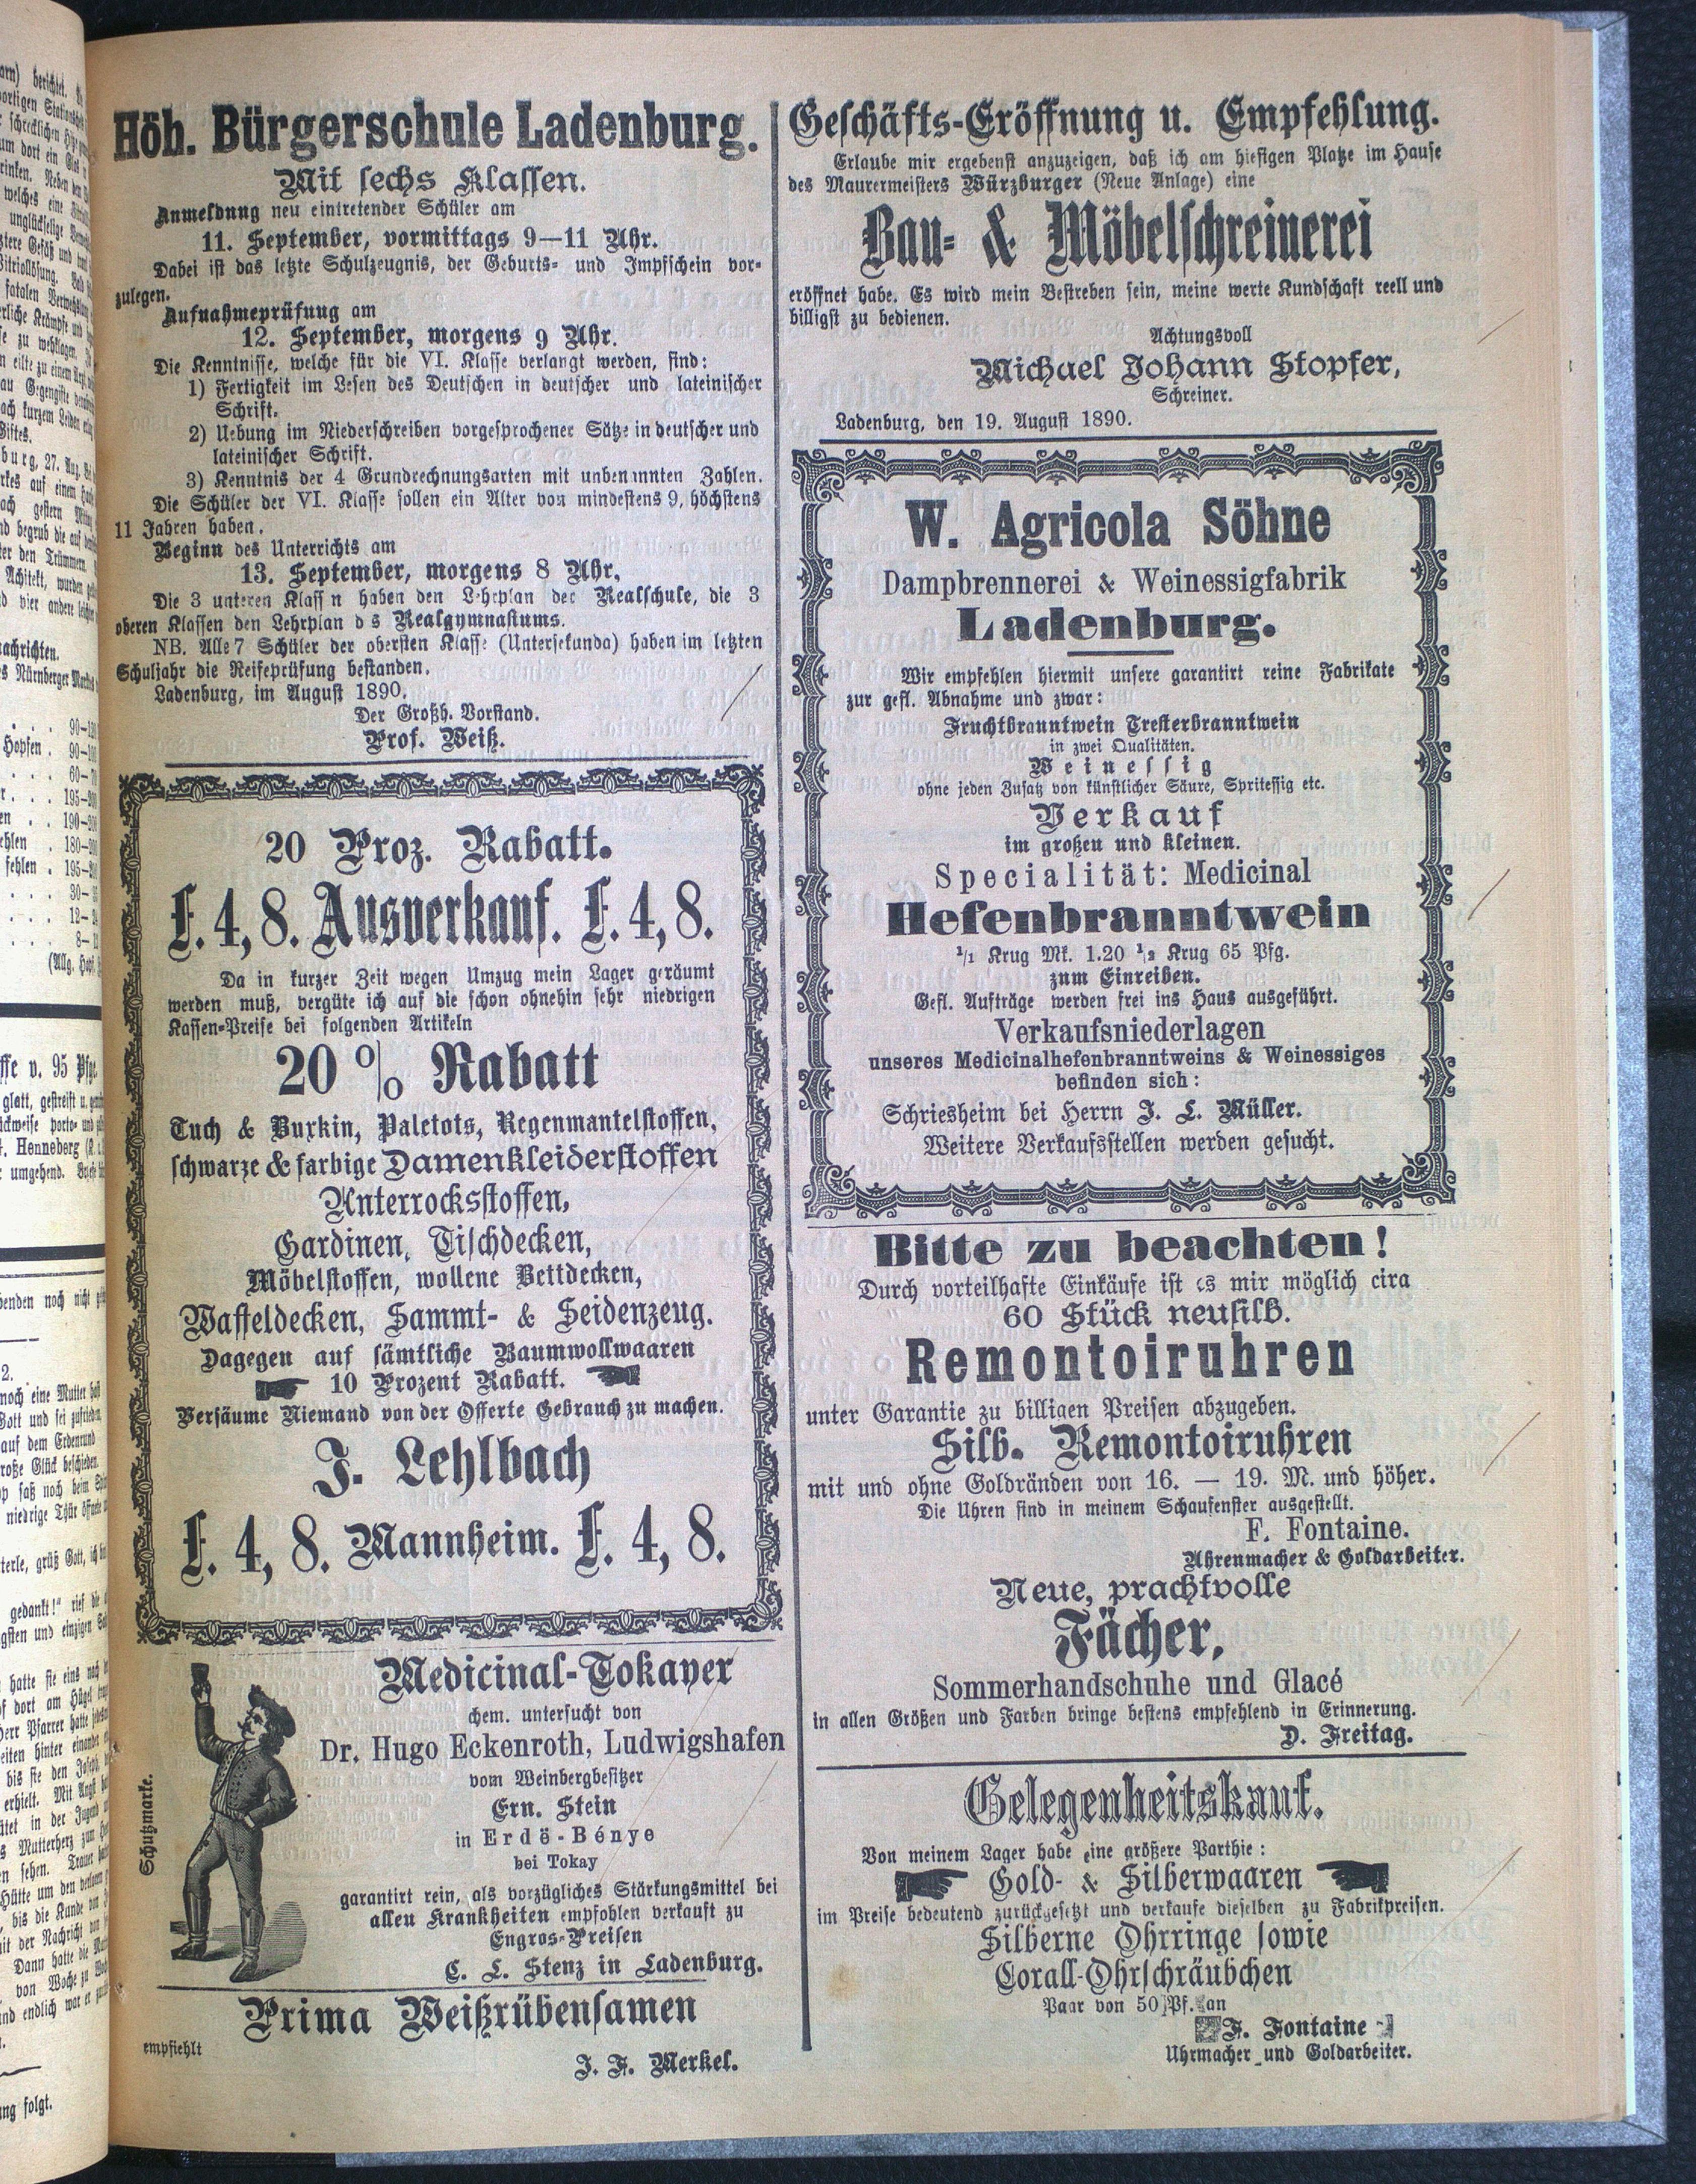 Höh. Bürgerschule Ladenburg.
Mit sechs Klassen.
Anmeldung neu eintretender Schüler am
11. September, vormittags 9—11 Uhr.
Dabei ist das letzte Schulzeugnis, der Geburts- und Impfschein vor-
zulegen.
Aufnahmeprüfung am
12. September, morgens 9 Uhr.
Die Kenntnisse, welche für die VI. Klasse verlangt werden, sind:
1) Fertigkeit im Lesen des Deutschen in deutscher und lateinischer
Schrift.
2) Uebung im Niederschreiben vorgesprochener Sätze in deutscher und
lateinischer Schrift.
3) Kenntnis der 4 Grundrechnungsarten mit unbenannten Zahlen.
Die Schüler der VI. Klasse sollen ein Alter von mindestens 9, höchstens
11 Jahren haben.
Beginn des Unterrichts am
13. September, morgens 8 Uhr.
Die 3 unteren Klassen haben den Lehrplan der Realschule, die 3
oberen Klassen den Lehrplan des Realgymnasiums.
NB. Alle 7 Schüler der obersten Klasse (Untersekunda) haben im letzten
Schuljahr die Reifeprüfung bestanden.
Ladenburg, im August 1890.
Der Großh. Vorstand.
Prof. Weiß.
20 Proz. Rabatt.
E. 4, 8. Ausverkauf. E. 4, 8.
Da in kurzer Zeit wegen Umzug mein Lager geräumt
werden muß, vergüte ich auf die schon ohnehin sehr niedrigen
Kassen-Preise bei folgenden Artikeln
20 % Rabatt
Tuch & Buxkin, Paletots, Regenmantelstoffen,
schwarze & farbige Damenkleiderstoffen
Unterrocksstoffen,
Gardinen, Tischdecken,
Möbelstoffen, wollene Bettdecken,
Waffeldecken, Sammt- & Seidenzeug.
Dagegen auf sämtliche Baumwollwaaren
10 Prozent Rabatt.
Versäume Niemand von der Offerte Gebrauch zu machen.
J. Lehlbach
E. 4, 8. Mannheim. E. 4, 8.
Schutzmarke.
Medicinal-Tokayer
chem. untersucht von
Dr. Hugo Eckenroth, Ludwigshafen
vom Weinbergbesitzer
Ern. Stein
in Erdö-Bénye
bei Tokay
garantirt rein, als vorzügliches Stärkungsmittel bei
allen Krankheiten empfohlen verkauft zu
Engros-Preisen
C. L. Stenz in Ladenburg.
Prima Weißrübensamen
empfiehlt
J. F. Merkel.
Geschäfts-Eröffnung u. Empfehlung.
Erlaube mir ergebenst anzuzeigen, daß ich am hiesigen Platze im Hause
des Maurermeisters Würzburger (Neue Anlage) eine
Bau- & Möbelschreinerei
eröffnet habe. Es wird mein Bestreben sein, meine werte Kundschaft reell und
billigst zu bedienen.
Achtungsvoll
Michael Johann Stopfer,
Schreiner.
Ladenburg, den 19. August 1890.
W. Agricola Söhne
Dampbrennerei & Weinessigfabrik
Ladenburg.
Wir empfehlen hiermit unsere garantirt reine Fabrikate
zur gefl. Abnahme und zwar:
Fruchtbranntwein Tresterbranntwein
in zwei Qualitäten.
Weinessig
ohne jeden Zusatz von künstlicher Säure, Spritessig etc.
Verkauf
im großen und kleinen.
Specialität: Medicinal
Hefenbranntwein
1/1 Krug Mk. 1.20 1/2 Krug 65 Pfg.
zum Einreiben.
Gefl. Aufträge werden frei ins Haus ausgeführt.
Verkaufsniederlagen
unseres Medicinalhefenbranntweins & Weinessiges
befinden sich:
Schriesheim bei Herrn J. L. Müller.
Weitere Verkaufsstellen werden gesucht.
Bitte zu beachten!
Durch vorteilhafte Einkäufe ist es mir möglich cira
60 Stück neusilb.
Remontoiruhren
unter Garantie zu billigen Preisen abzugeben.
Silb. Remontoiruhren
mit und ohne Goldränden von 16. — 19. M. und höher.
Die Uhren sind in meinem Schaufenster ausgestellt.
F. Fontaine.
Uhrenmacher & Goldarbeiter.
Neue, prachtvolle
Fächer,
Sommerhandschuhe und Glacé
in allen Größen und Farben bringe bestens empfehlend in Erinnerung.
D. Freitag.
Gelegenheitskauf.
Von meinem Lager habe eine größere Parthie:
Gold- & Silberwaaren
im Preise bedeutend zurückgesetzt und verkaufe dieselben zu Fabrikpreisen.
Silberne Ohrringe sowie
Corall-Ohrschräubchen
Paar von 50 Pf. an
F. Fontaine
Uhrmacher und Goldarbeiter.